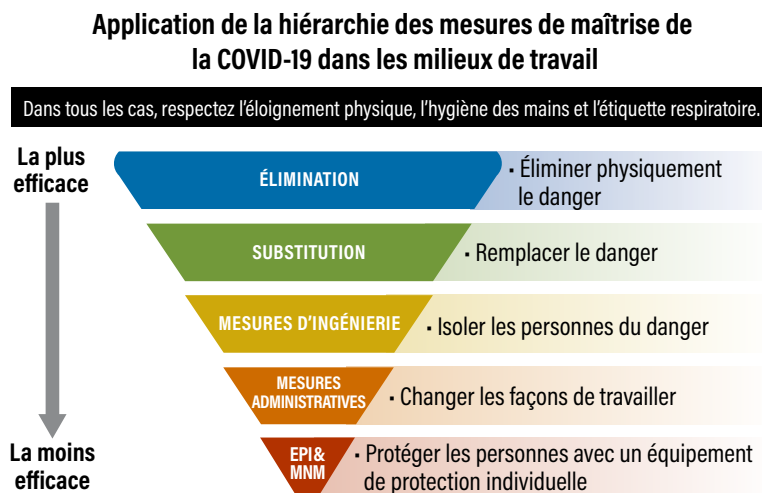 Application de la hiérarchie des mesures de maîtrise de
la COVID-19 dans les milieux de travail
Dans tous les cas, respectez l'éloignement physique, l'hygiène des mains et l'étiquette respiratoire.
La plus
efficace
ÉLIMINATION
▪ Éliminer physiquement
le danger
SUBSTITUTION
▪ Remplacer le danger
MESURES D'INGÉNIERIE
▪ Isoler les personnes du danger
MESURES
ADMINISTRATIVES
▪ Changer les façons de travailler
La moins
efficace
EPI&
MNM
▪ Protéger les personnes avec un équipement
de protection individuelle